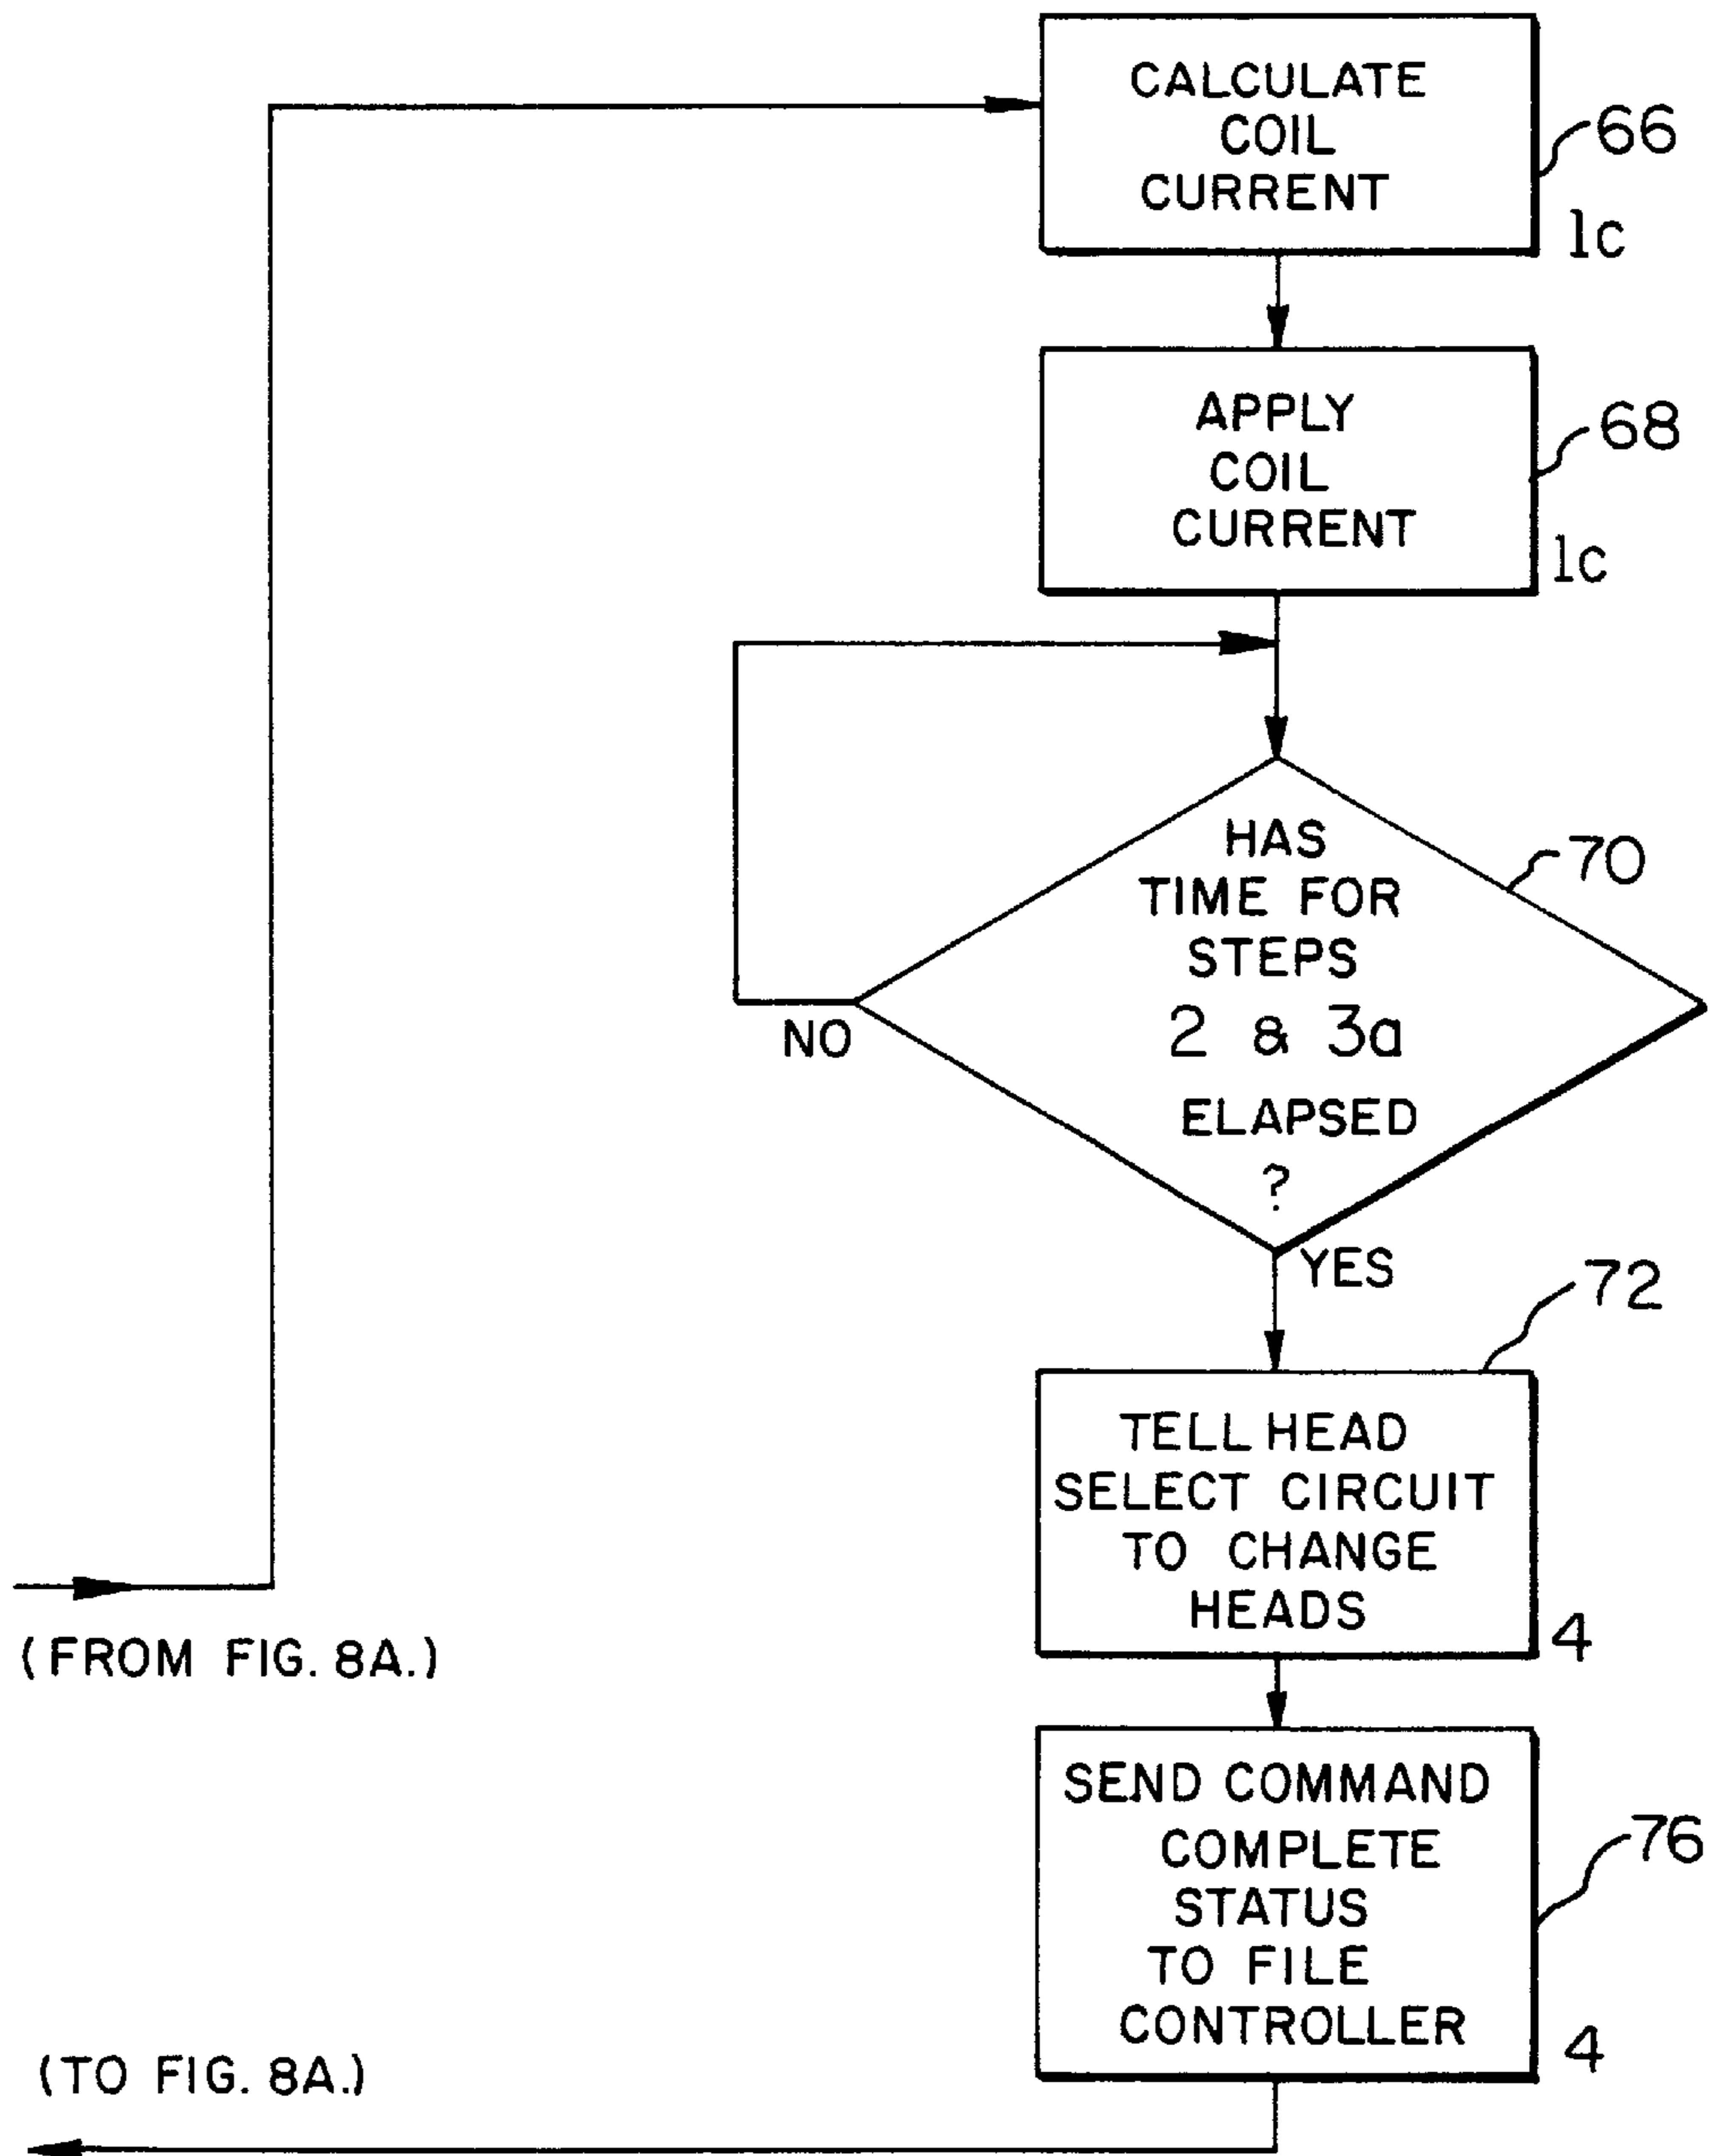 CALCULATE
COIL
CURRENT
66
1c
APPLY
COIL
CURRENT
68
1c
HAS
TIME FOR
STEPS
2 & 3a
ELAPSED
?
70
NO
YES
72
TELL HEAD
SELECT CIRCUIT
TO CHANGE
HEADS
4
(FROM FIG. 8A.)
SEND COMMAND
COMPLETE
STATUS
TO FILE
CONTROLLER
76
4
(TO FIG. 8A.)